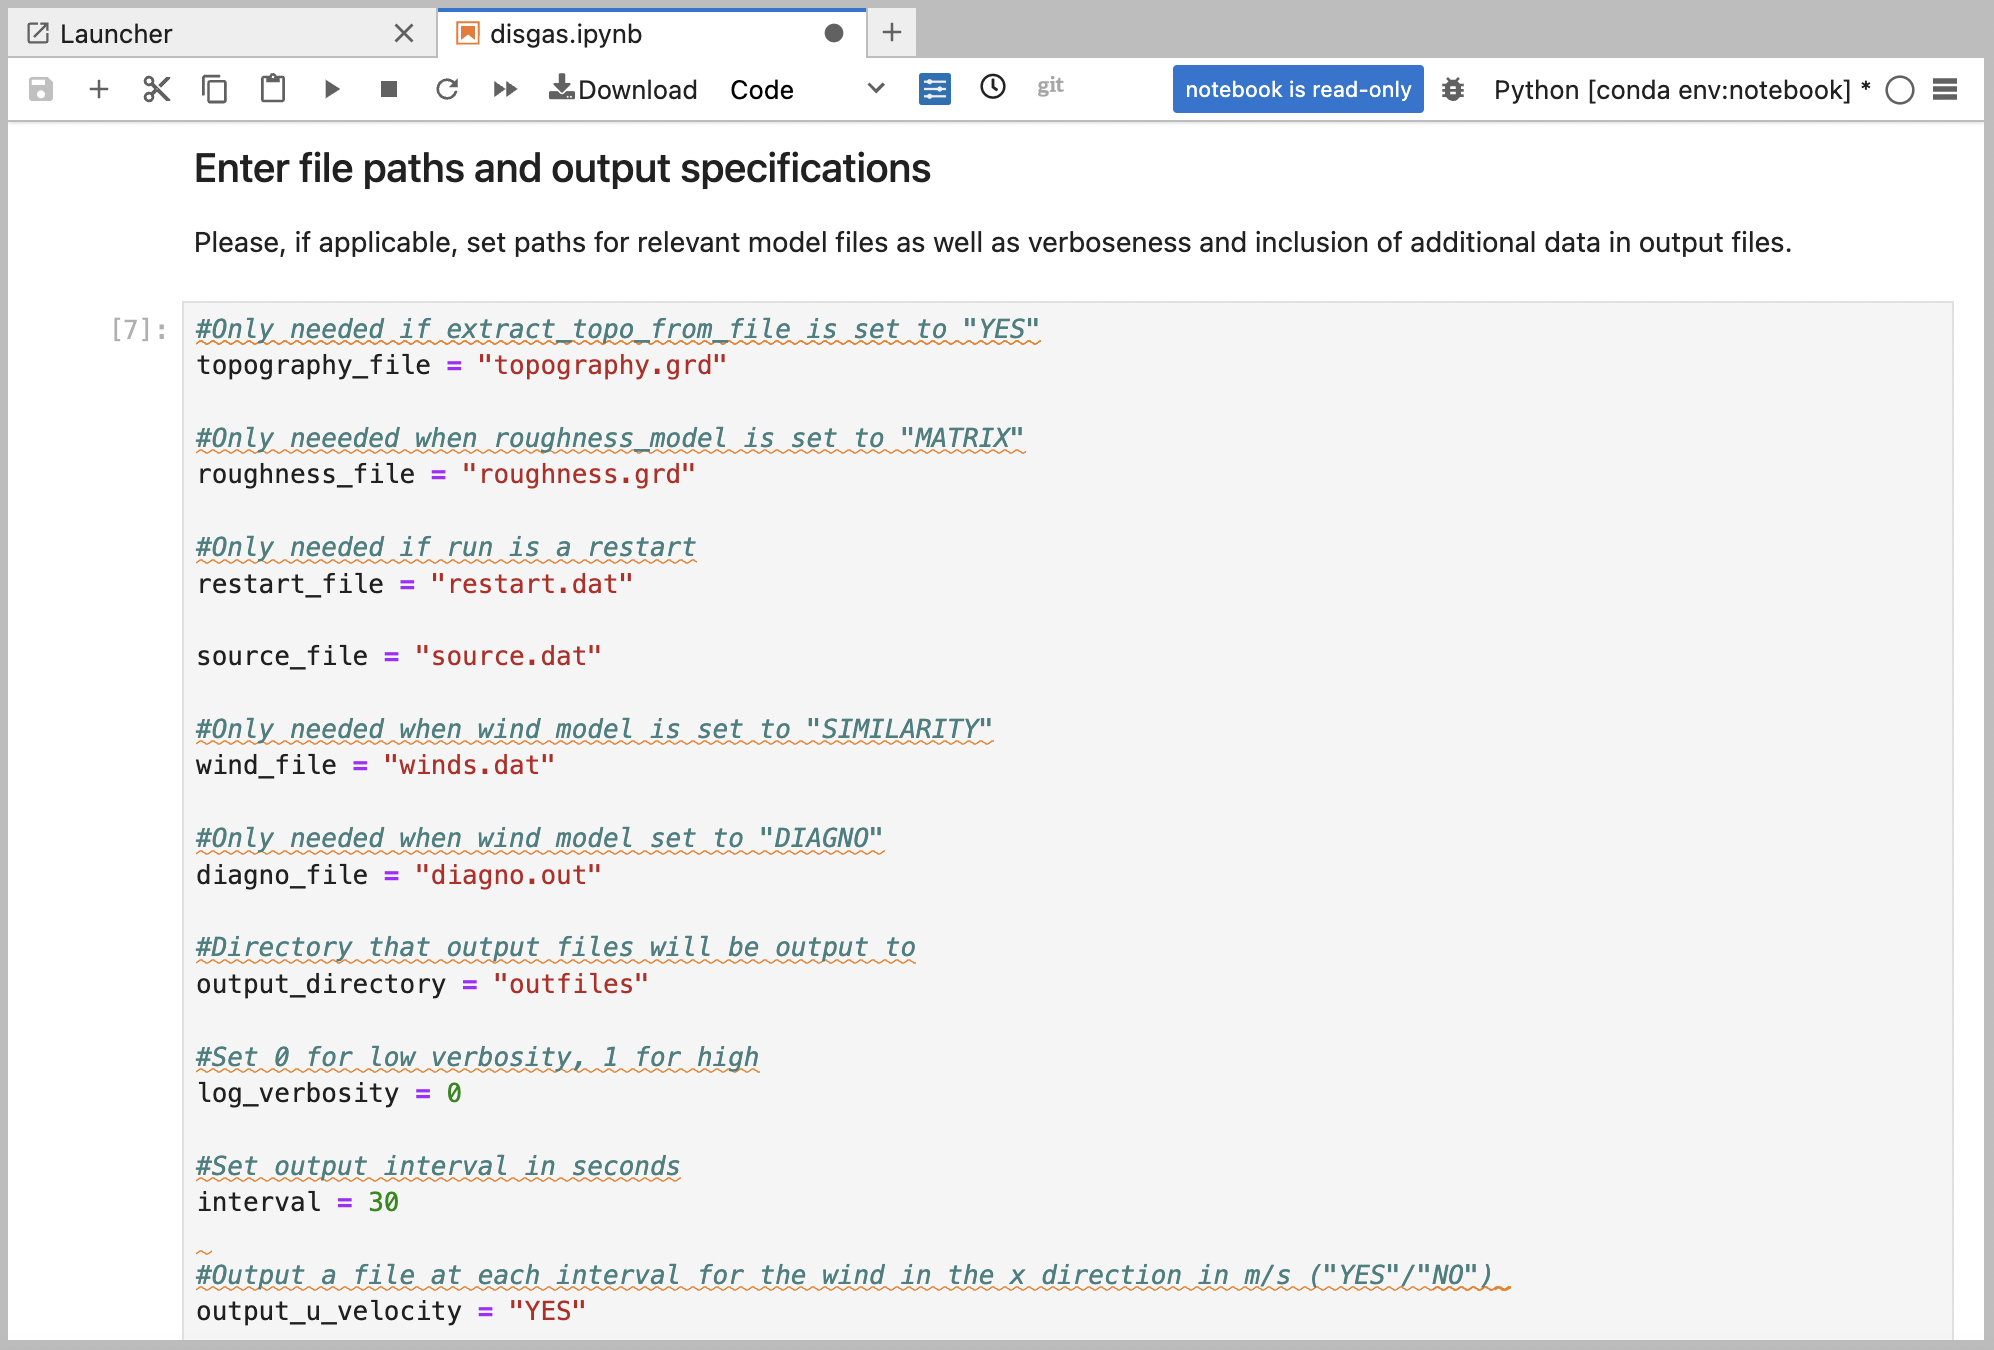 Launcher
disgas.ipynb
Download Code git notebook is read-only Python [conda env:notebook] *
Enter file paths and output specifications
Please, if applicable, set paths for relevant model files as well as verboseness and inclusion of additional data in output files.
[7]: #Only needed if extract_topo_from_file is set to "YES"
topography_file = "topography.grd"
#Only neeeded when roughness_model is set to "MATRIX"
roughness_file = "roughness.grd"
#Only needed if run is a restart
restart_file = "restart.dat"
source_file = "source.dat"
#Only needed when wind model is set to "SIMILARITY"
wind_file = "winds.dat"
#Only needed when wind model set to "DIAGNO"
diagno_file = "diagno.out"
#Directory that output files will be output to
output_directory = "outfiles"
#Set 0 for low verbosity, 1 for high
log_verbosity = 0
#Set output interval in seconds
interval = 30
#Output a file at each interval for the wind in the x direction in m/s ("YES"/"NO")
output_u_velocity = "YES"